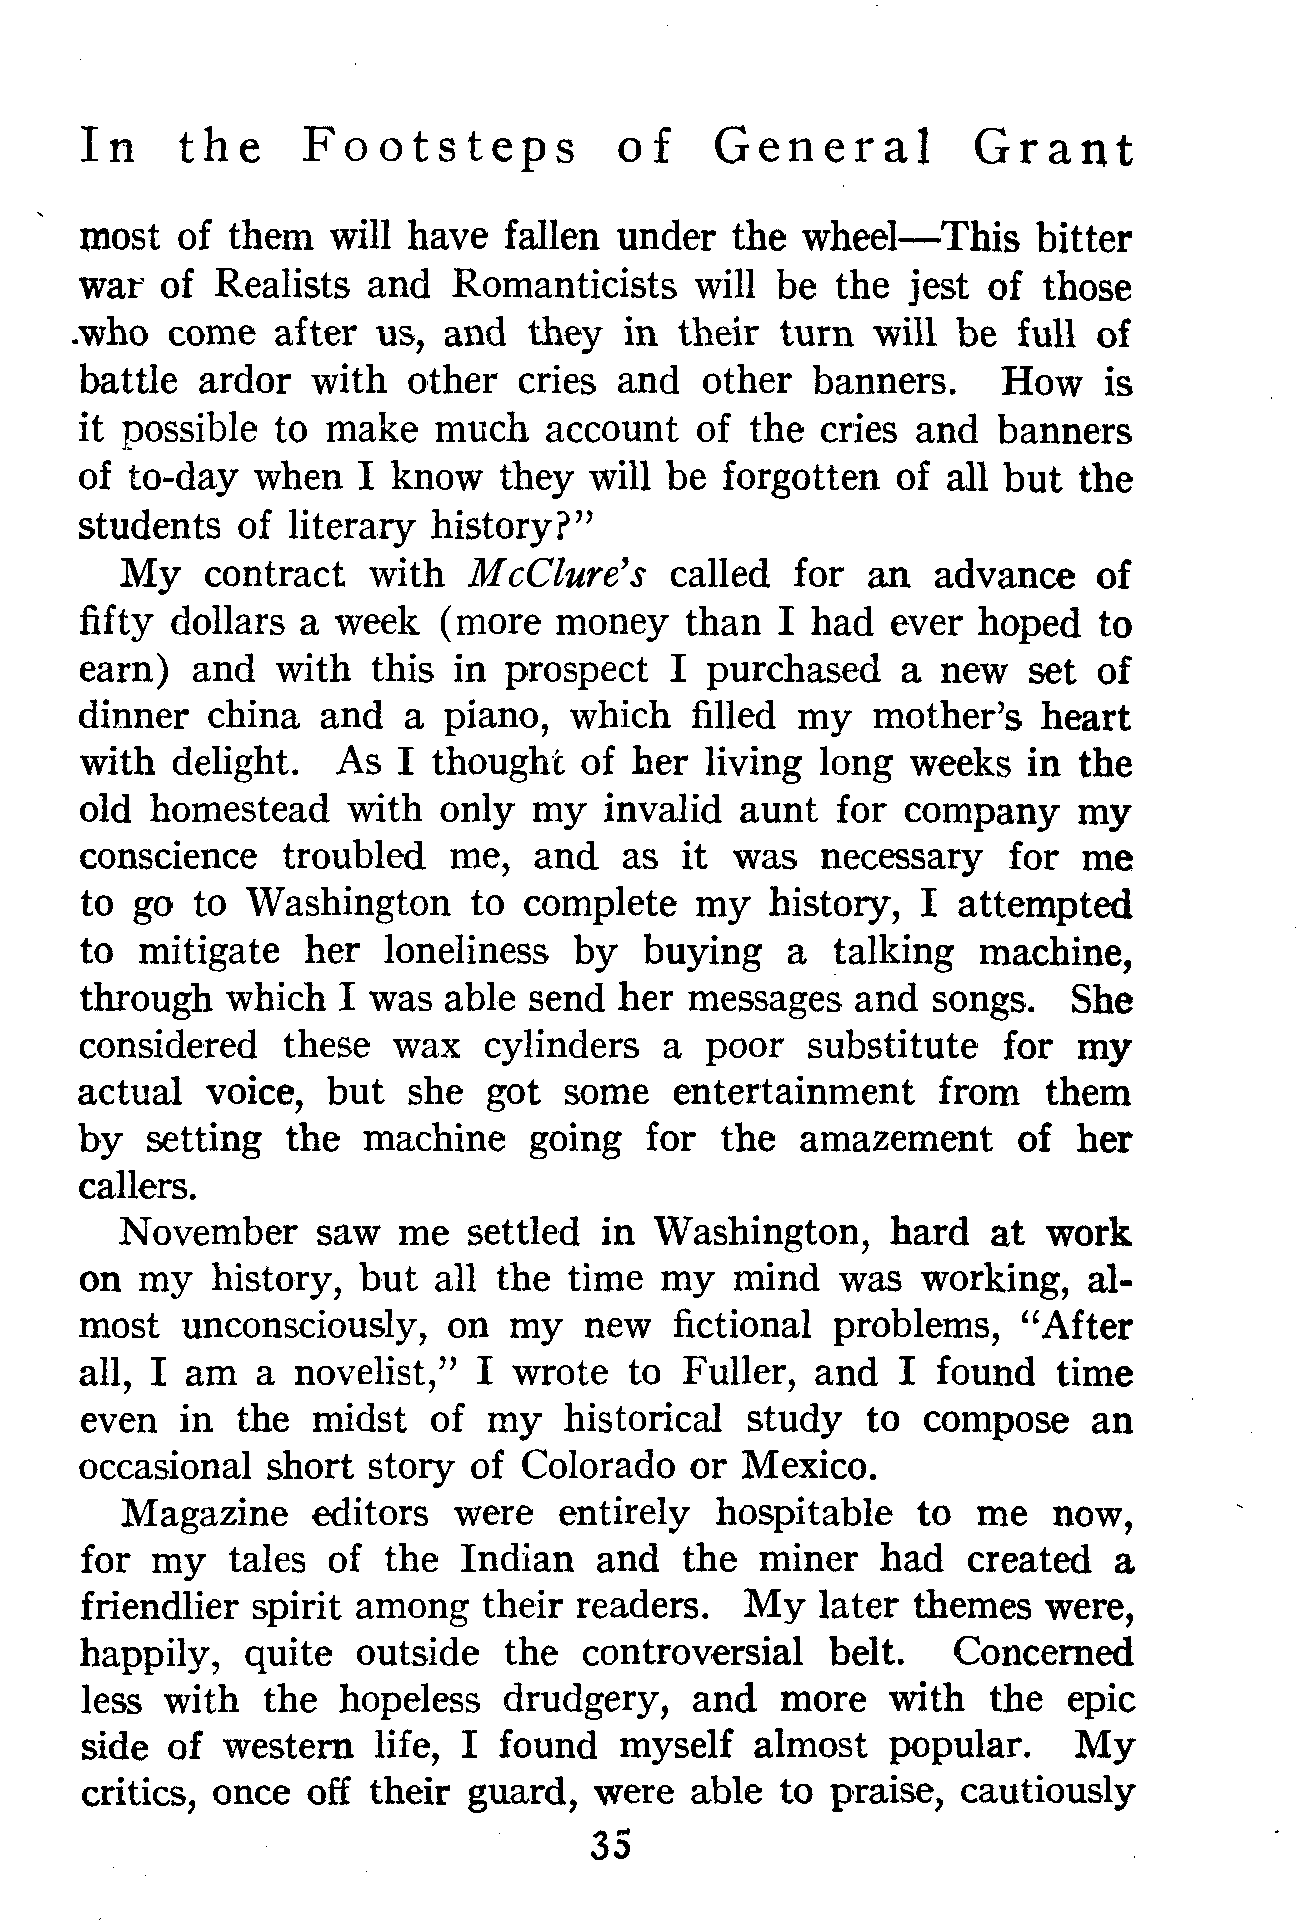 In the Footsteps of General Grant
most of them will have fallen under the wheel—This bitter
war of Realists and Romanticists will be the jest of those
who come after us, and they in their turn will be full of
battle ardor with other cries and other banners. How is
it possible to make much account of the cries and banners
of to-day when I know they will be forgotten of all but the
students of literary history?”
My contract with McClure’s called for an advance of
fifty dollars a week (more money than I had ever hoped to
earn) and with this in prospect I purchased a new set of
dinner china and a piano, which filled my mother’s heart
with delight. As I thought of her living long weeks in the
old homestead with only my invalid aunt for company my
conscience troubled me, and as it was necessary for me
to go to Washington to complete my history, I attempted
to mitigate her loneliness by buying a talking machine,
through which I was able send her messages and songs. She
considered these wax cylinders a poor substitute for my
actual voice, but she got some entertainment from them
by setting the machine going for the amazement of her
callers.
November saw me settled in Washington, hard at work
on my history, but all the time my mind was working, al-
most unconsciously, on my new fictional problems, “After
all, I am a novelist,” I wrote to Fuller, and I found time
even in the midst of my historical study to compose an
occasional short story of Colorado or Mexico.
Magazine editors were entirely hospitable to me now,
for my tales of the Indian and the miner had created a
friendlier spirit among their readers. My later themes were,
happily, quite outside the controversial belt. Concerned
less with the hopeless drudgery, and more with the epic
side of western life, I found myself almost popular. My
critics, once off their guard, were able to praise, cautiously
35